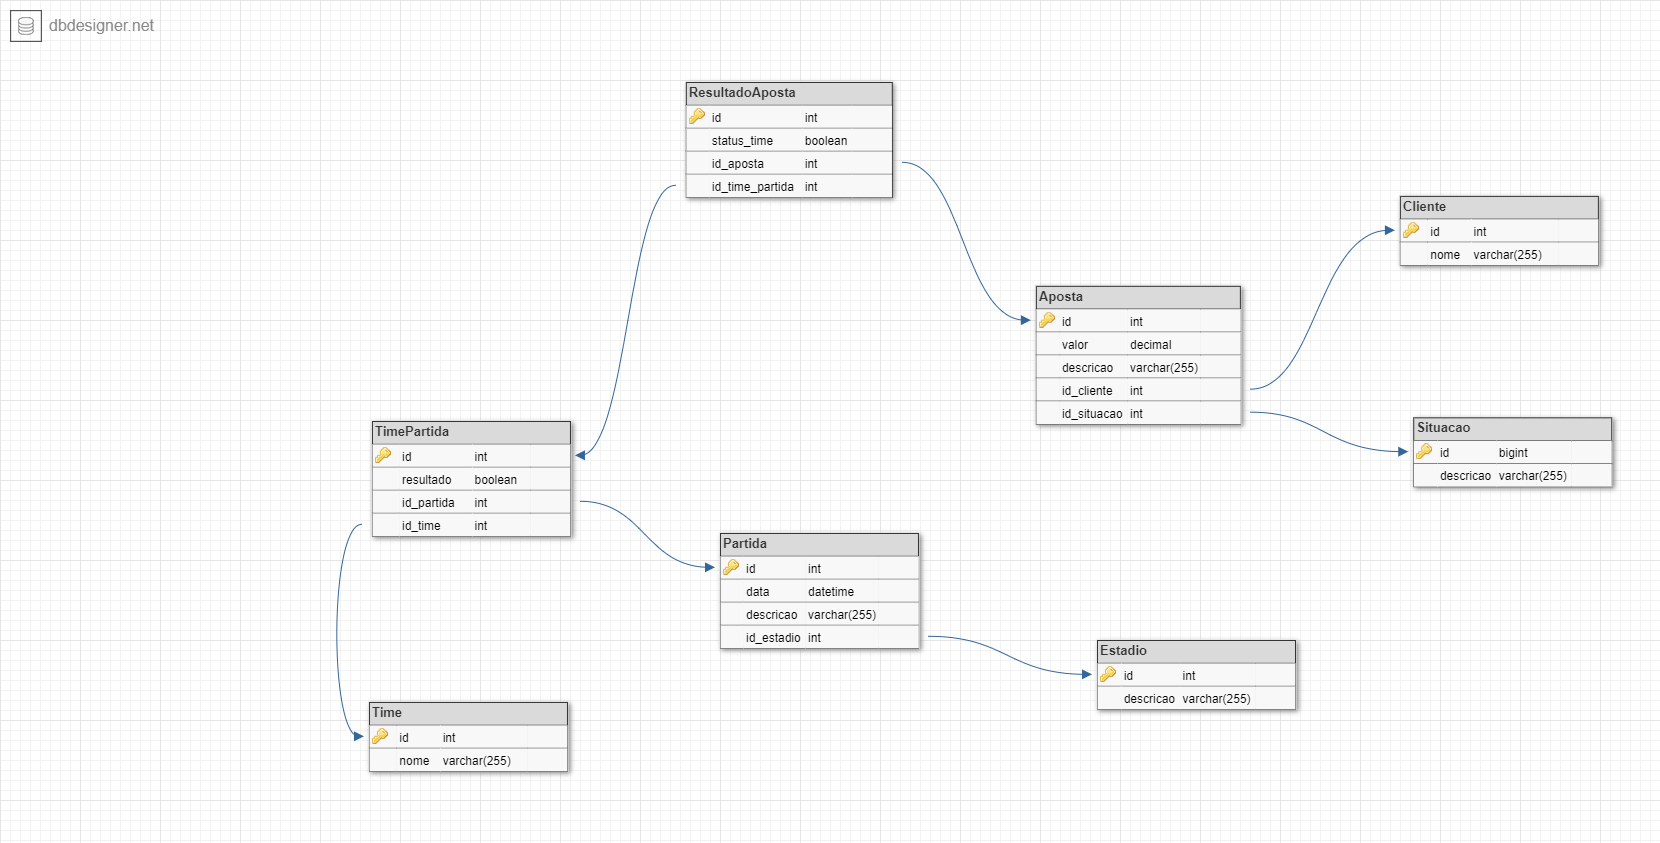 dbdesigner.net
ResultadoAposta
id int
status_time boolean
id_aposta int
id_time_partida int
Cliente
id int
nome varchar(255)
Aposta
id int
valor decimal
descricao varchar(255)
id_cliente int
id_situacao int
Situacao
id bigint
descricao varchar(255)
TimePartida
id int
resultado boolean
id_partida int
id_time int
Partida
id int
data datetime
descricao varchar(255)
id_estadio int
Estadio
id int
descricao varchar(255)
Time
id int
nome varchar(255)